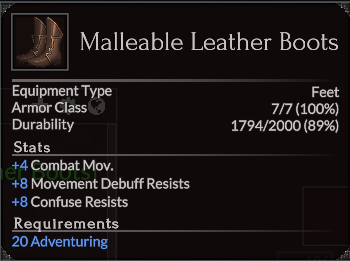 Malleable Leather Boots
Equipment Type Feet
Armor Class 7/7 (100%)
Durability 1794/2000 (89%)
Stats
+4 Combat Mov.
+8 Movement Debuff Resists
+8 Confuse Resists
Requirements
20 Adventuring